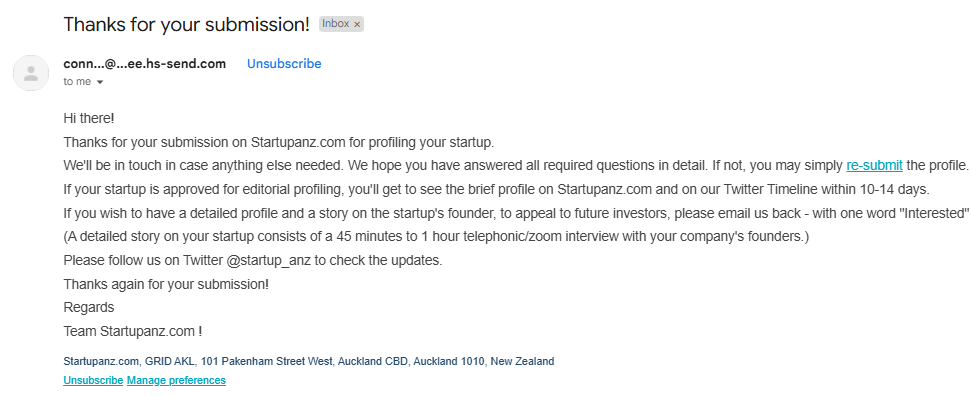 Thanks for your submission! Inbox ×
conn...@...ee.hs-send.com Unsubscribe
to me
Hi there!
Thanks for your submission on Startupanz.com for profiling your startup.
We'll be in touch in case anything else needed. We hope you have answered all required questions in detail. If not, you may simply re-submit the profile.
If your startup is approved for editorial profiling, you'll get to see the brief profile on Startupanz.com and on our Twitter Timeline within 10-14 days.
If you wish to have a detailed profile and a story on the startup's founder, to appeal to future investors, please email us back - with one word "Interested"
(A detailed story on your startup consists of a 45 minutes to 1 hour telephonic/zoom interview with your company's founders.)
Please follow us on Twitter @startup_anz to check the updates.
Thanks again for your submission!
Regards
Team Startupanz.com !
Startupanz.com, GRID AKL, 101 Pakenham Street West, Auckland CBD, Auckland 1010, New Zealand
Unsubscribe Manage preferences